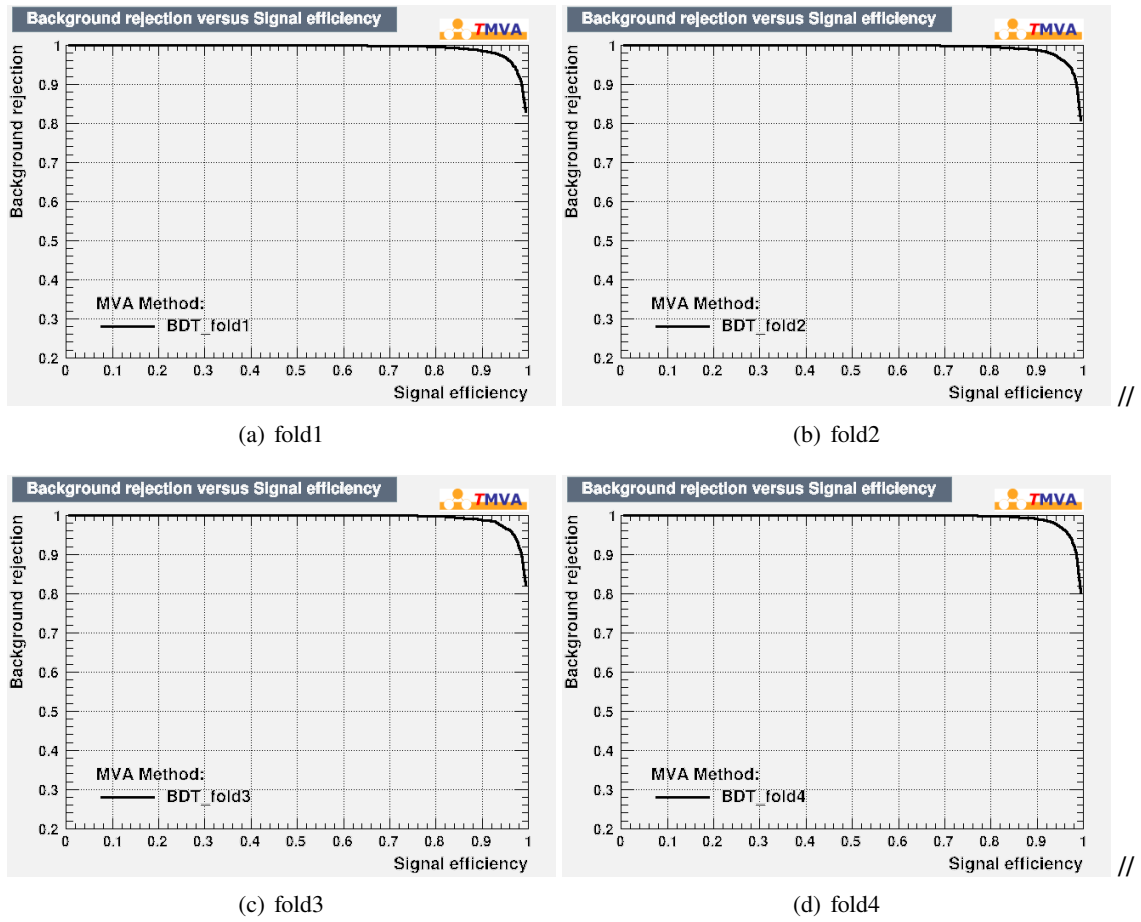 Background rejection versus Signal efficiency
TMVA
Background rejection
1
0.9
0.8
0.7
0.6
0.5
0.4
0.3
0.2
MVA Method:
BDT_fold1
0 0.1 0.2 0.3 0.4 0.5 0.6 0.7 0.8 0.9 1
Signal efficiency
(a) fold1
Background rejection versus Signal efficiency
TMVA
Background rejection
1
0.9
0.8
0.7
0.6
0.5
0.4
0.3
0.2
MVA Method:
BDT_fold2
0 0.1 0.2 0.3 0.4 0.5 0.6 0.7 0.8 0.9 1
Signal efficiency
//
(b) fold2
Background rejection versus Signal efficiency
TMVA
Background rejection
1
0.9
0.8
0.7
0.6
0.5
0.4
0.3
0.2
MVA Method:
BDT_fold3
0 0.1 0.2 0.3 0.4 0.5 0.6 0.7 0.8 0.9 1
Signal efficiency
(c) fold3
Background rejection versus Signal efficiency
TMVA
Background rejection
1
0.9
0.8
0.7
0.6
0.5
0.4
0.3
0.2
MVA Method:
BDT_fold4
0 0.1 0.2 0.3 0.4 0.5 0.6 0.7 0.8 0.9 1
Signal efficiency
//
(d) fold4